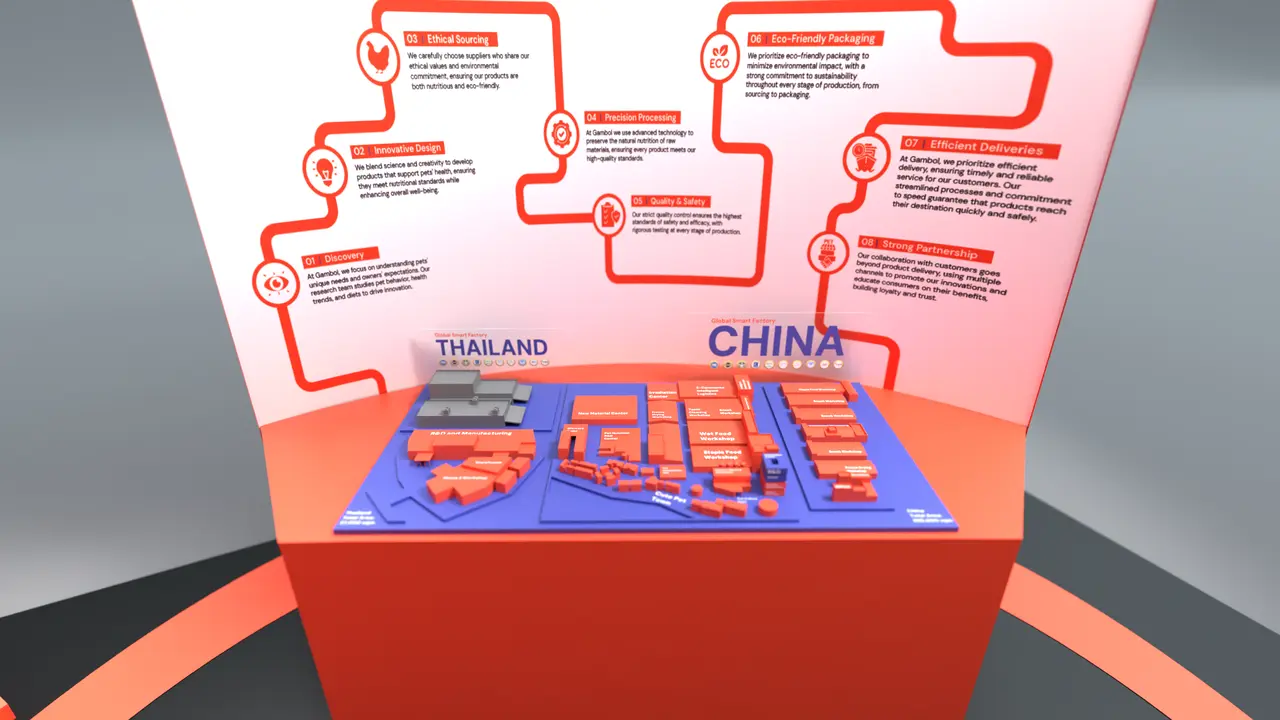 03 Ethical Sourcing
We carefully choose suppliers who share our
ethical values and environmental
commitment, ensuring our products are
both nutritious and eco-friendly.
02 Innovative Design
We blend science and creativity to develop
products that support pets' health, ensuring
they meet nutritional standards while
enhancing overall well-being.
01 Discovery
At Gambol, we focus on understanding pets'
unique needs and owners' expectations. Our
research team studies pet behavior, health
trends, and diets to drive innovation.
04 Precision Processing
At Gambol we use advanced technology to
preserve the natural nutrition of raw
materials, ensuring every product meets our
high-quality standards.
05 Quality & Safety
Our strict quality control ensures the highest
standards of safety and efficacy, with
rigorous testing at every stage of production.
ECO
06 Eco-Friendly Packaging
We prioritize eco-friendly packaging to
minimize environmental impact, with a
strong commitment to sustainability
throughout every stage of production, from
sourcing to packaging.
07 Efficient Deliveries
At Gambol, we prioritize efficient
delivery, ensuring timely and reliable
service for our customers. Our
streamlined processes and commitment
to speed guarantee that products reach
their destination quickly and safely.
PET
08 Strong Partnership
Our collaboration with customers goes
beyond product delivery, using multiple
channels to promote our innovations and
educate consumers on their benefits,
building loyalty and trust.
Global Smart Factory
THAILAND
Global Smart Factory
CHINA
Raw Material Center
Wet Food
Workshop
Staple Food
Workshop
Cute Pet
Town
Thailand
Total Area:
China
Total Area: